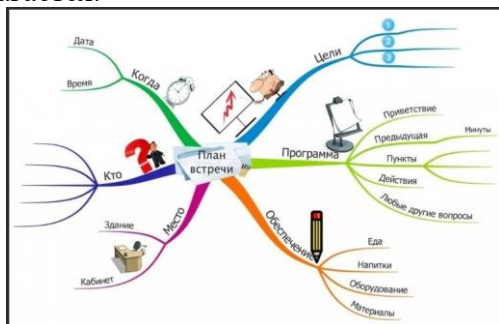 Дата
Время
Когда
Цели
1
2
3
План
встречи
Кто
Место
Здание
Кабинет
Программа
Приветствие
Предыдущая
Минуты
Пункты
Действия
Любые другие вопросы
Обеспечение
Еда
Напитки
Оборудование
Материалы